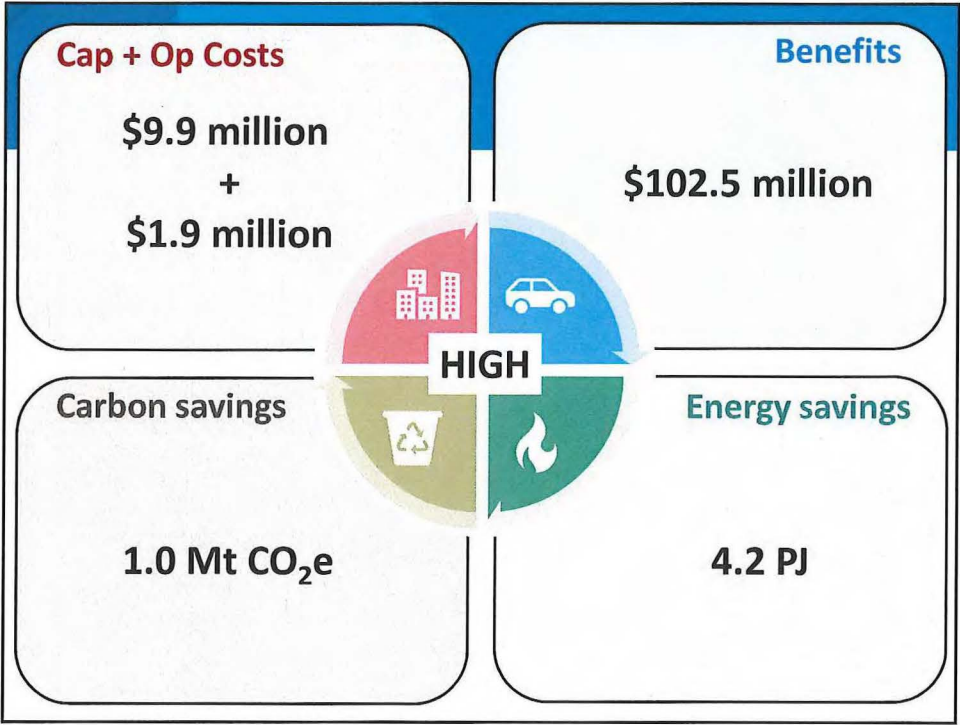 Cap + Op Costs
$9.9 million
+
$1.9 million
Benefits
$102.5 million
HIGH
Carbon savings
1.0 Mt CO₂e
Energy savings
4.2 PJ